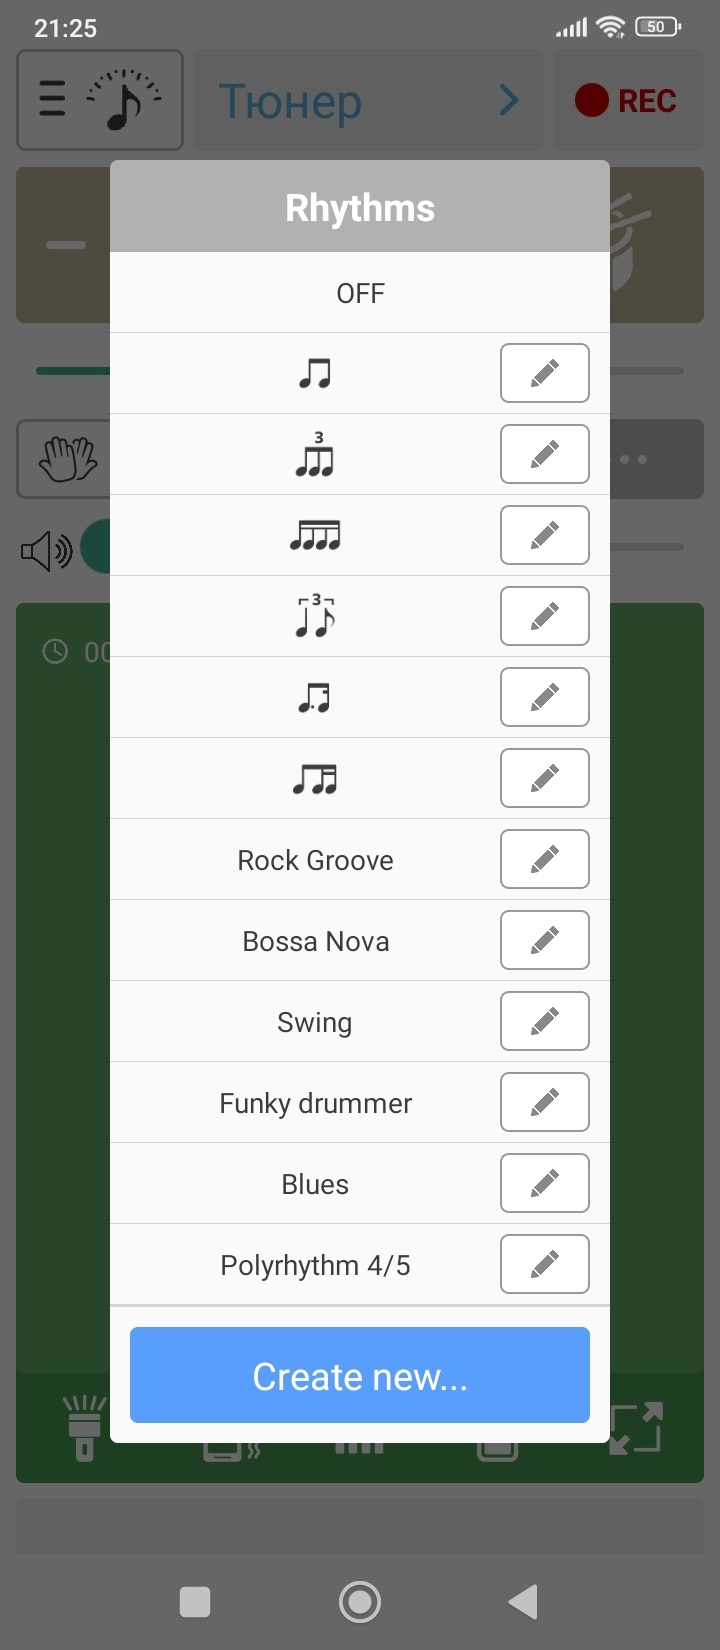 21:25
50
Тюнер
REC
Rhythms
OFF
3
3
00
Rock Groove
Bossa Nova
Swing
Funky drummer
Blues
Polyrhythm 4/5
Create new...